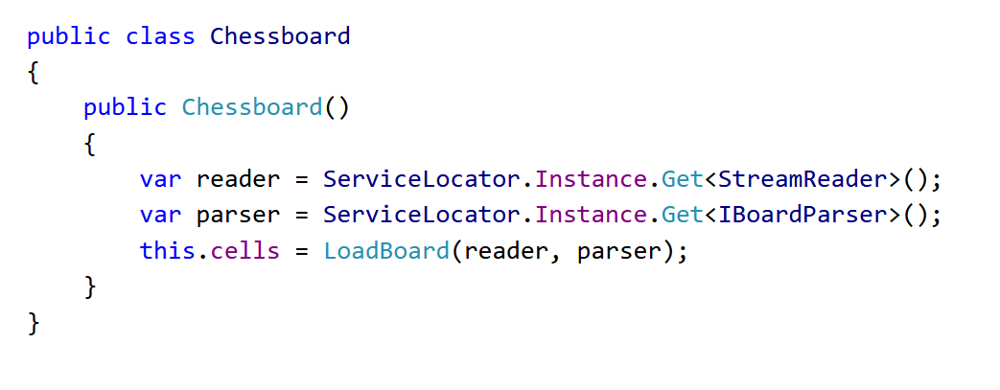 public class Chessboard
{
    public Chessboard()
    {
        var reader = ServiceLocator.Instance.Get<StreamReader>();
        var parser = ServiceLocator.Instance.Get<IBoardParser>();
        this.cells = LoadBoard(reader, parser);
    }
}